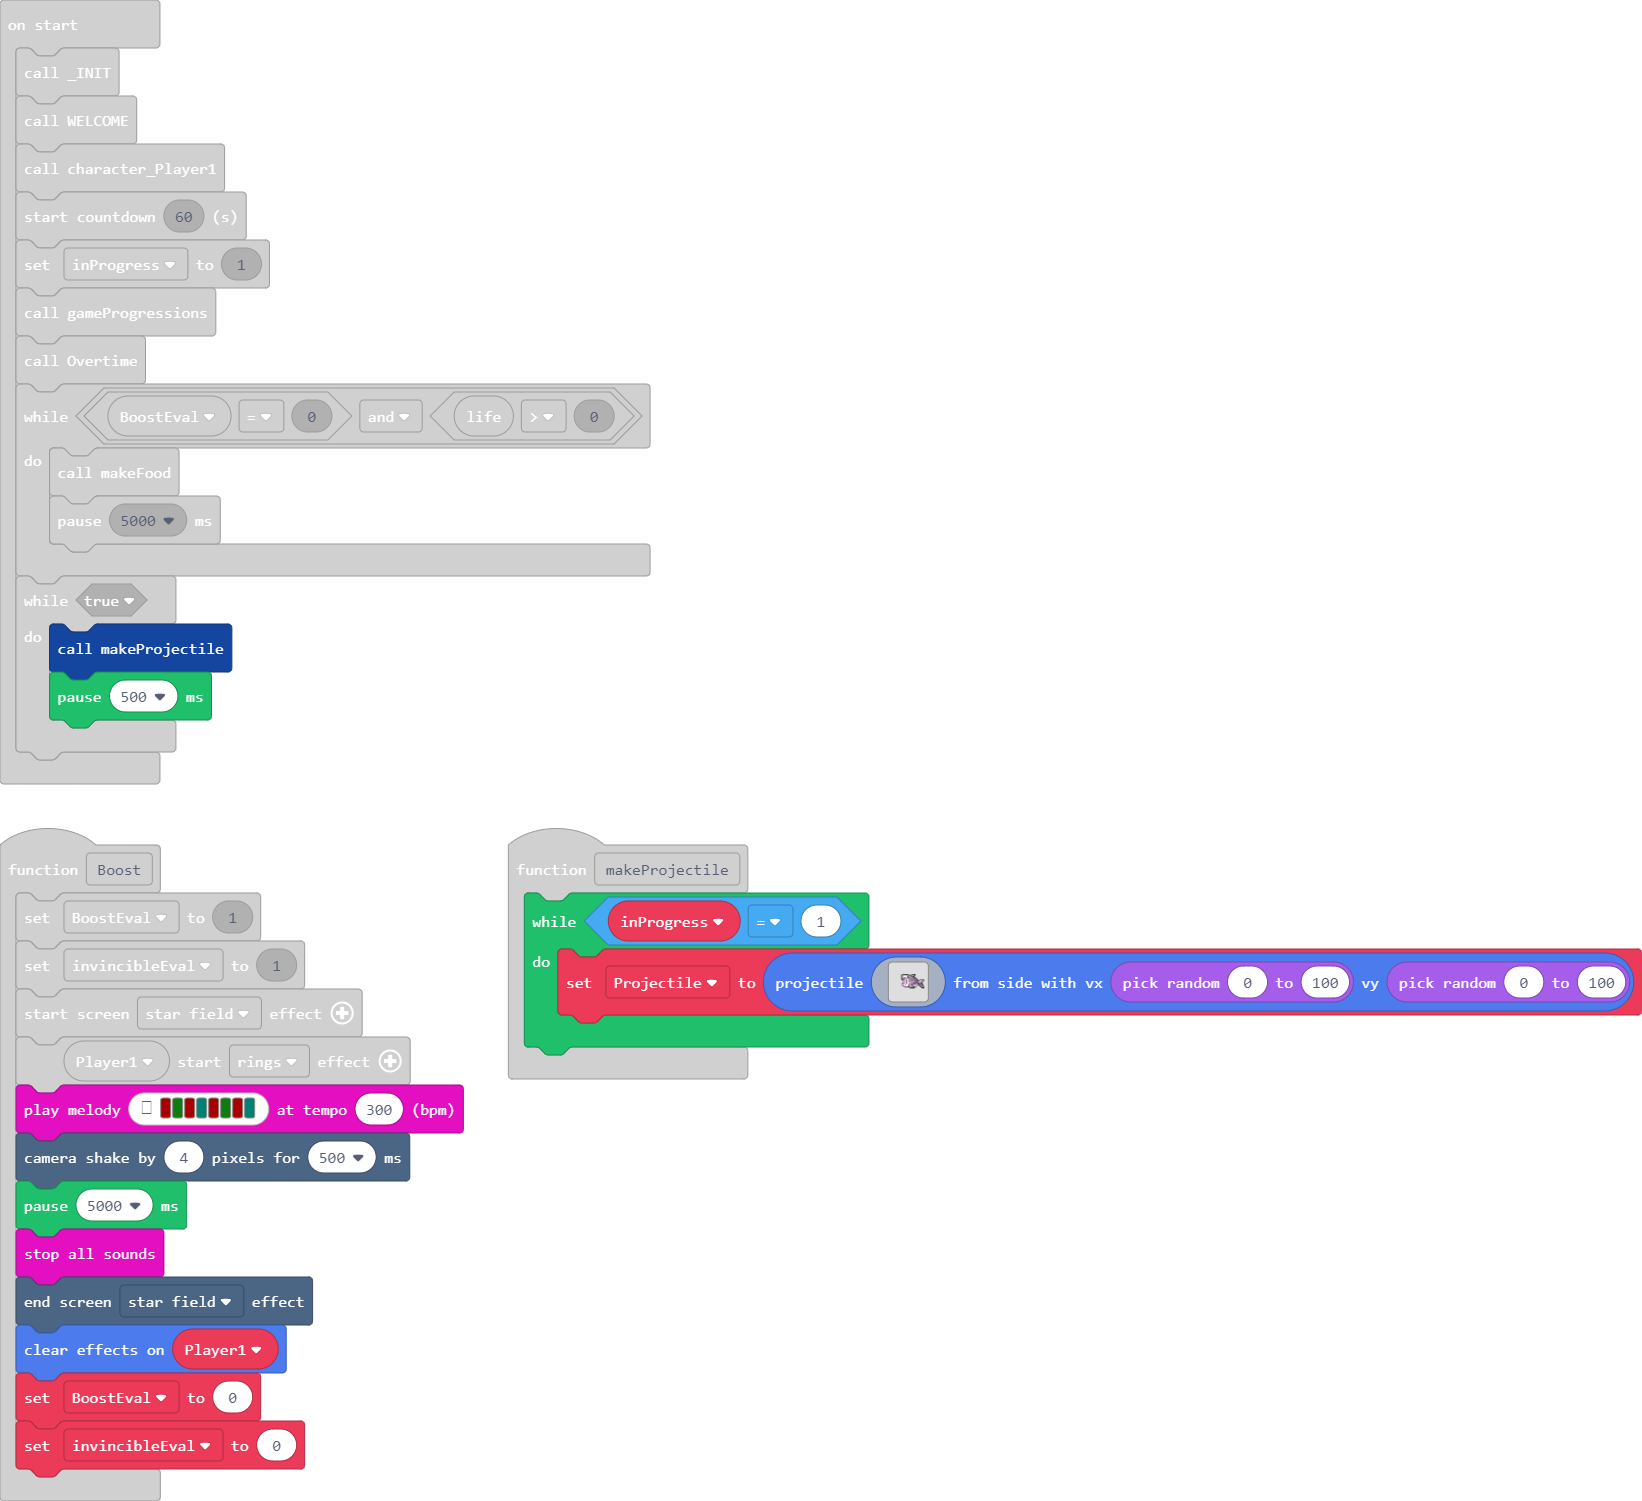 on start
call _INIT
call WELCOME
call character_Player1
start countdown 60 (s)
set inProgress to 1
call gameProgressions
call Overtime
while BoostEval = 0 and life > 0
do
call makeFood
pause 5000 ms
while true
do
call makeProjectile
pause 500 ms
function Boost
set BoostEval to 1
set invincibleEval to 1
start screen star field effect
Player1 start rings effect
play melody at tempo 300 (bpm)
camera shake by 4 pixels for 500 ms
pause 5000 ms
stop all sounds
end screen star field effect
clear effects on Player1
set BoostEval to 0
set invincibleEval to 0
function makeProjectile
while inProgress = 1
do
set Projectile to projectile from side with vx pick random 0 to 100 vy pick random 0 to 100